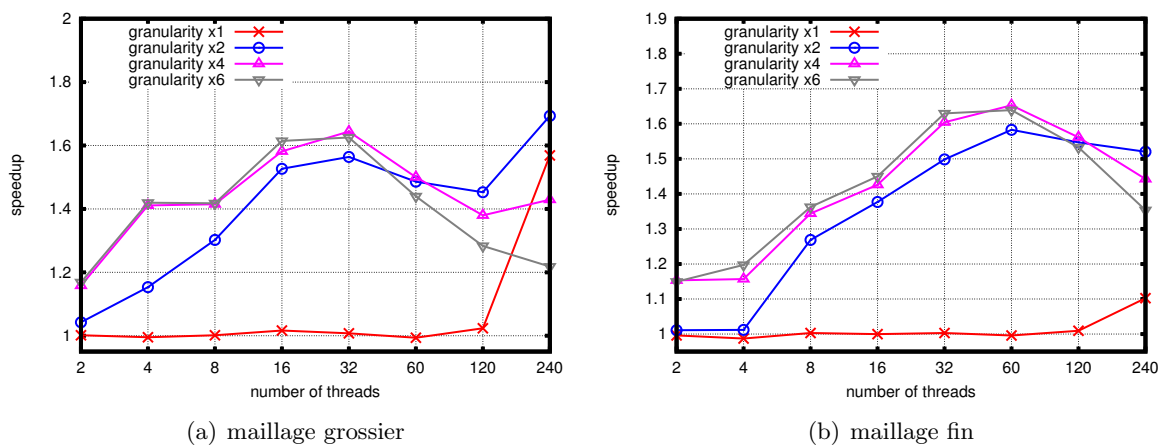 2
1.8
1.6
1.4
1.2
1
speedup
granularity x1
granularity x2
granularity x4
granularity x6
2 4 8 16 32 60 120 240
number of threads
(a) maillage grossier
1.9
1.8
1.7
1.6
1.5
1.4
1.3
1.2
1.1
1
speedup
granularity x1
granularity x2
granularity x4
granularity x6
2 4 8 16 32 60 120 240
number of threads
(b) maillage fin